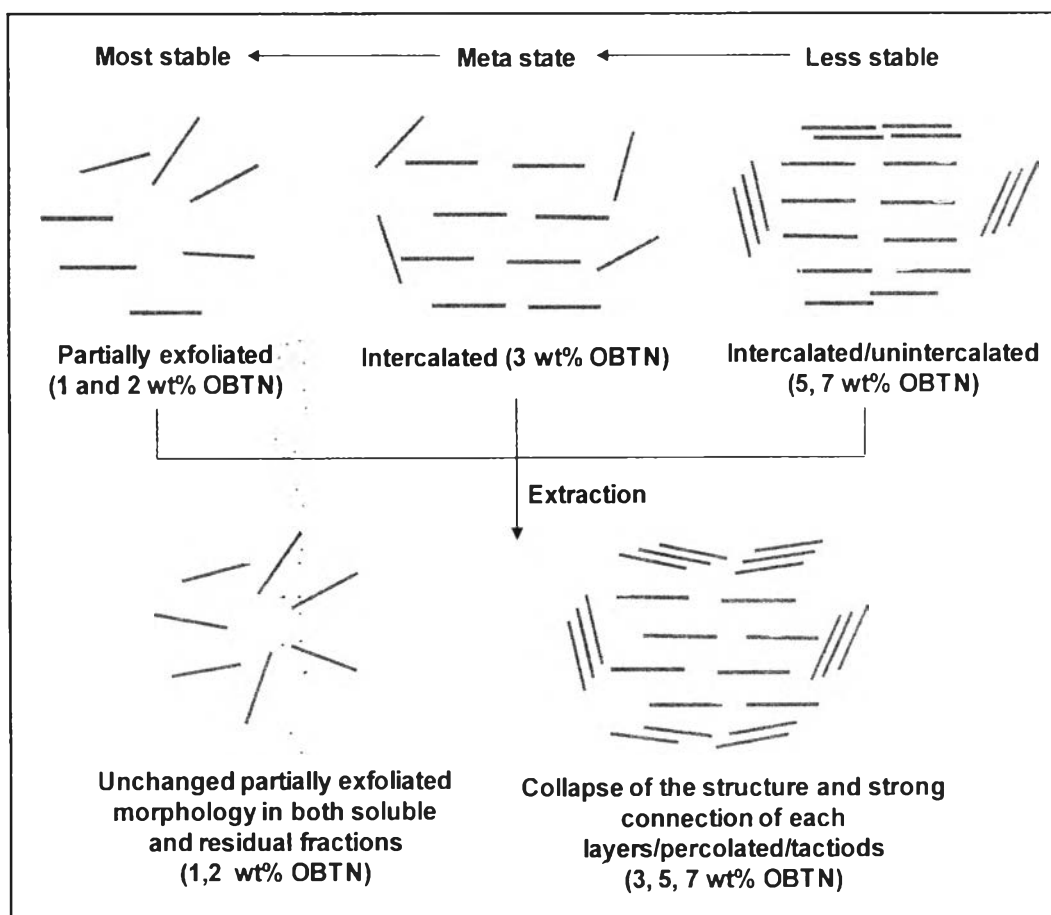 Most stable
Meta state
Less stable
Partially exfoliated
(1 and 2 wt% OBTN)
Intercalated (3 wt% OBTN)
Intercalated/unintercalated
(5, 7 wt% OBTN)
Extraction
Unchanged partially exfoliated
morphology in both soluble
and residual fractions
(1,2 wt% OBTN)
Collapse of the structure and strong
connection of each
layers/percolated/tactiods
(3, 5, 7 wt% OBTN)